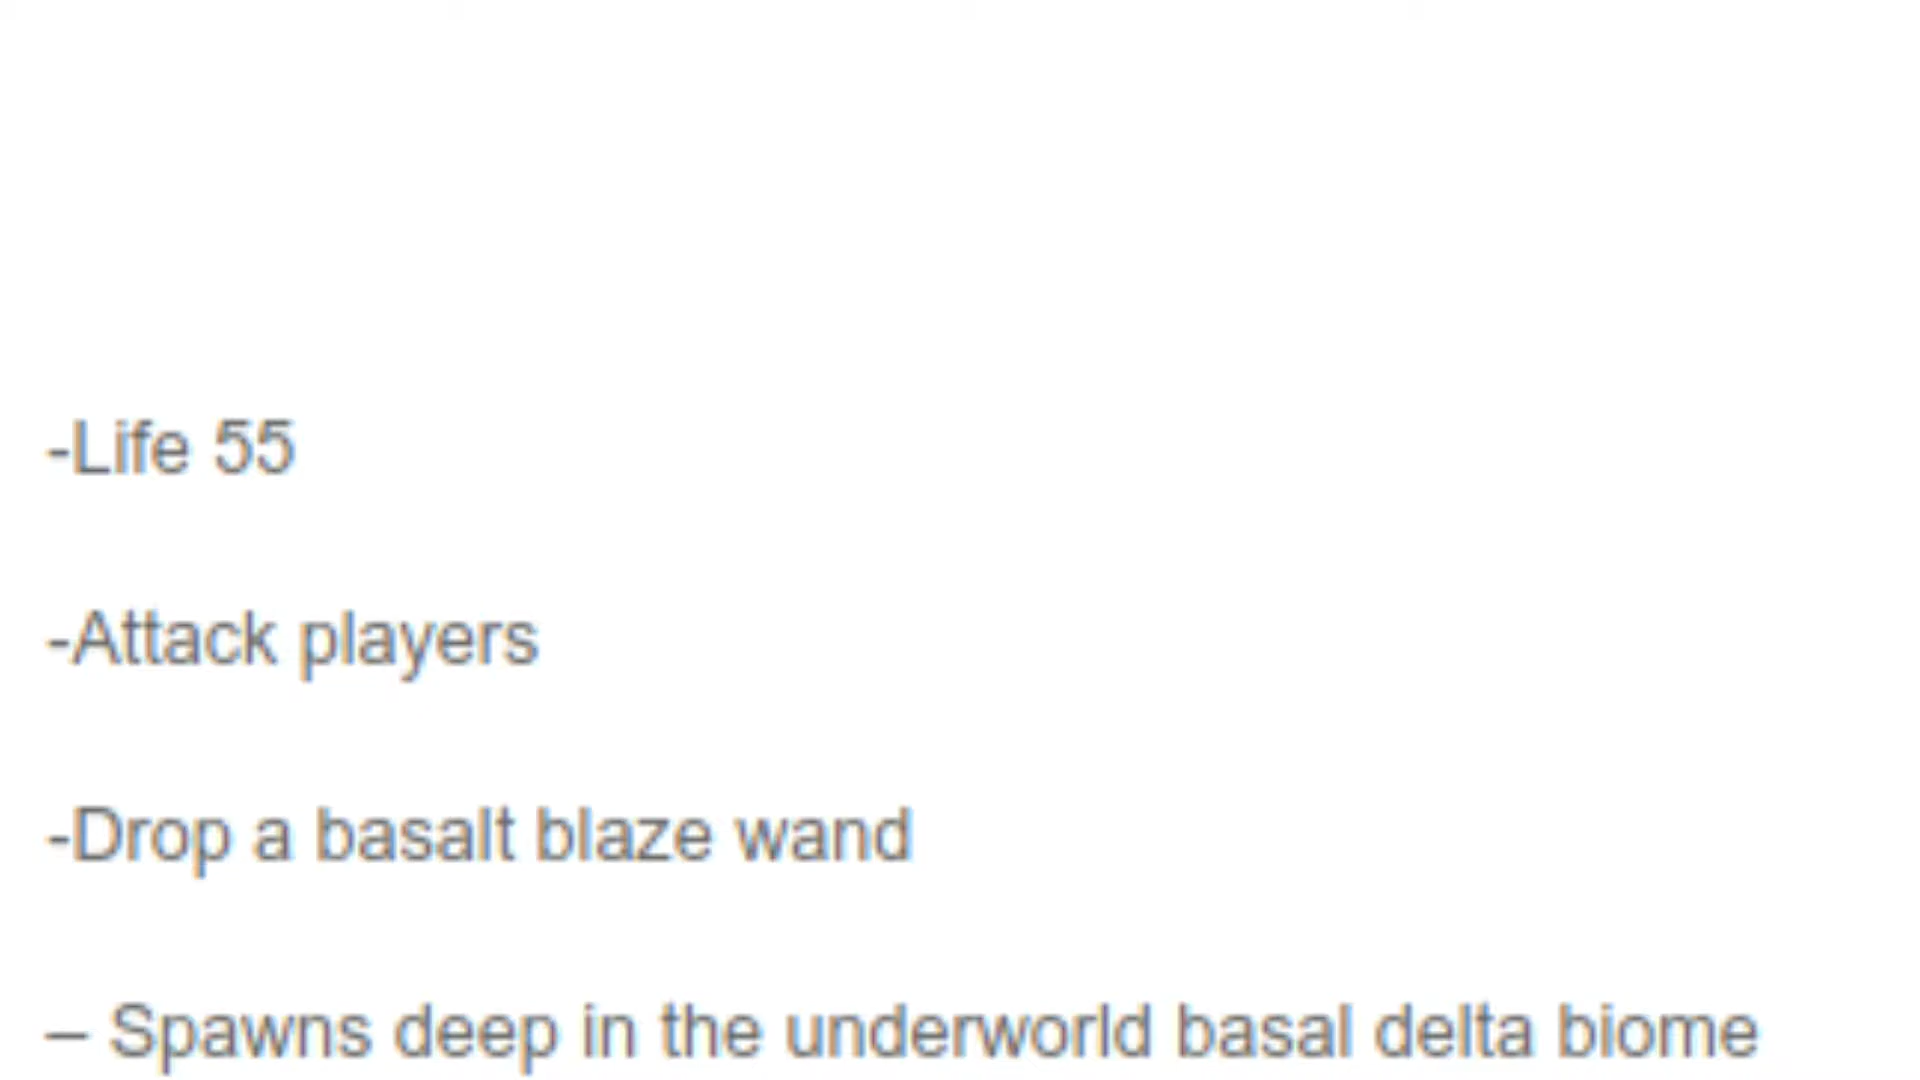 -Life 55
-Attack players
-Drop a basalt blaze wand
– Spawns deep in the underworld basal delta biome